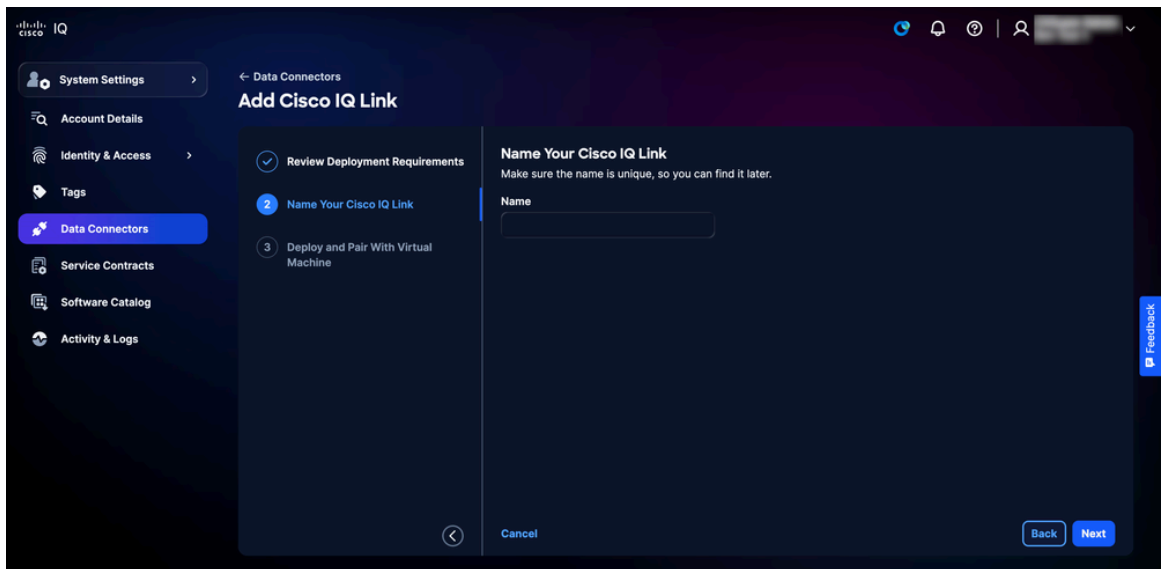 CISCO IQ
System Settings
← Data Connectors
Add Cisco IQ Link
Account Details
Identity & Access
Tags
Data Connectors
Service Contracts
Software Catalog
Activity & Logs
Review Deployment Requirements
2 Name Your Cisco IQ Link
3 Deploy and Pair With Virtual
Machine
Name Your Cisco IQ Link
Make sure the name is unique, so you can find it later.
Name
Cancel
Back
Next
Feedback